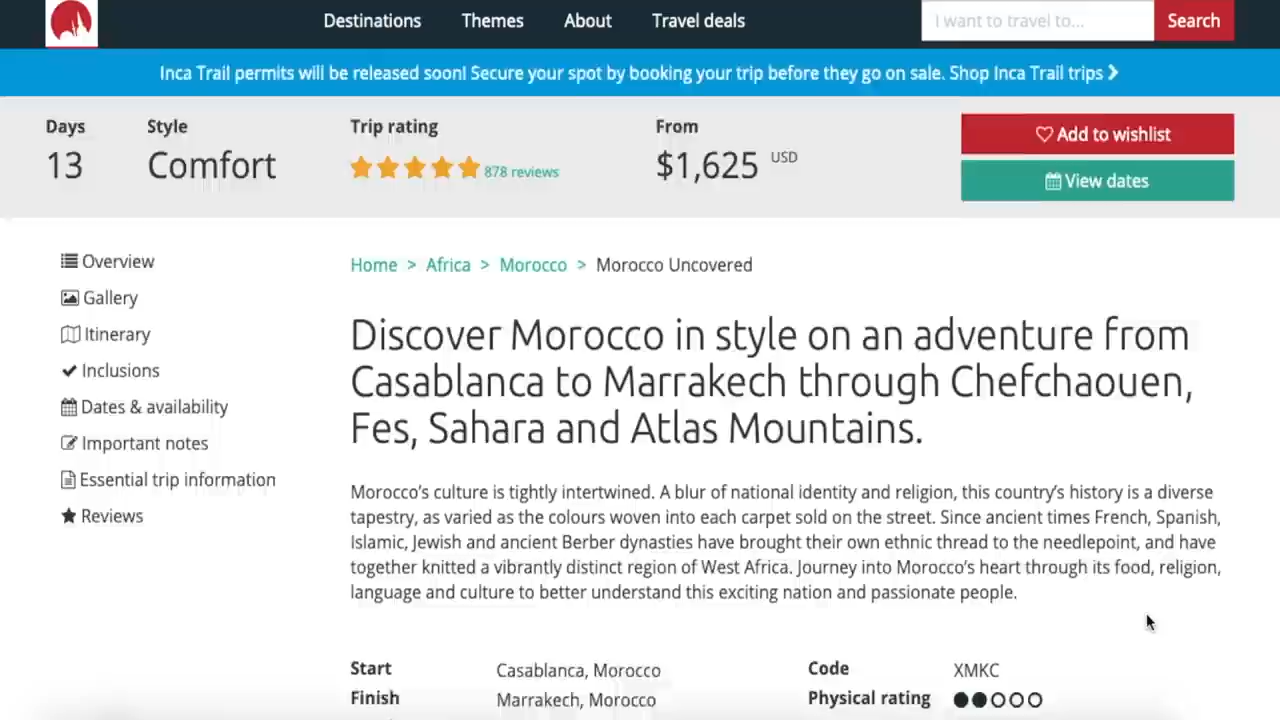 Destinations Themes About Travel deals I want to travel to... Search
Inca Trail permits will be released soon! Secure your spot by booking your trip before they go on sale. Shop Inca Trail trips
Days Style Trip rating From
13 Comfort 878 reviews $1,625 USD
Add to wishlist
View dates
Overview
Gallery
Itinerary
Inclusions
Dates & availability
Important notes
Essential trip information
Reviews
Home > Africa > Morocco > Morocco Uncovered
Discover Morocco in style on an adventure from
Casablanca to Marrakech through Chefchaouen,
Fes, Sahara and Atlas Mountains.
Morocco's culture is tightly intertwined. A blur of national identity and religion, this country's history is a diverse
tapestry, as varied as the colours woven into each carpet sold on the street. Since ancient times French, Spanish,
Islamic, Jewish and ancient Berber dynasties have brought their own ethnic thread to the needlepoint, and have
together knitted a vibrantly distinct region of West Africa. Journey into Morocco's heart through its food, religion,
language and culture to better understand this exciting nation and passionate people.
Start Casablanca, Morocco Code XMKC
Finish Marrakech, Morocco Physical rating